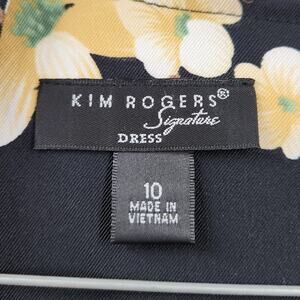 KIM ROGERS®
Signature
DRESS
10
MADE IN
VIETNAM